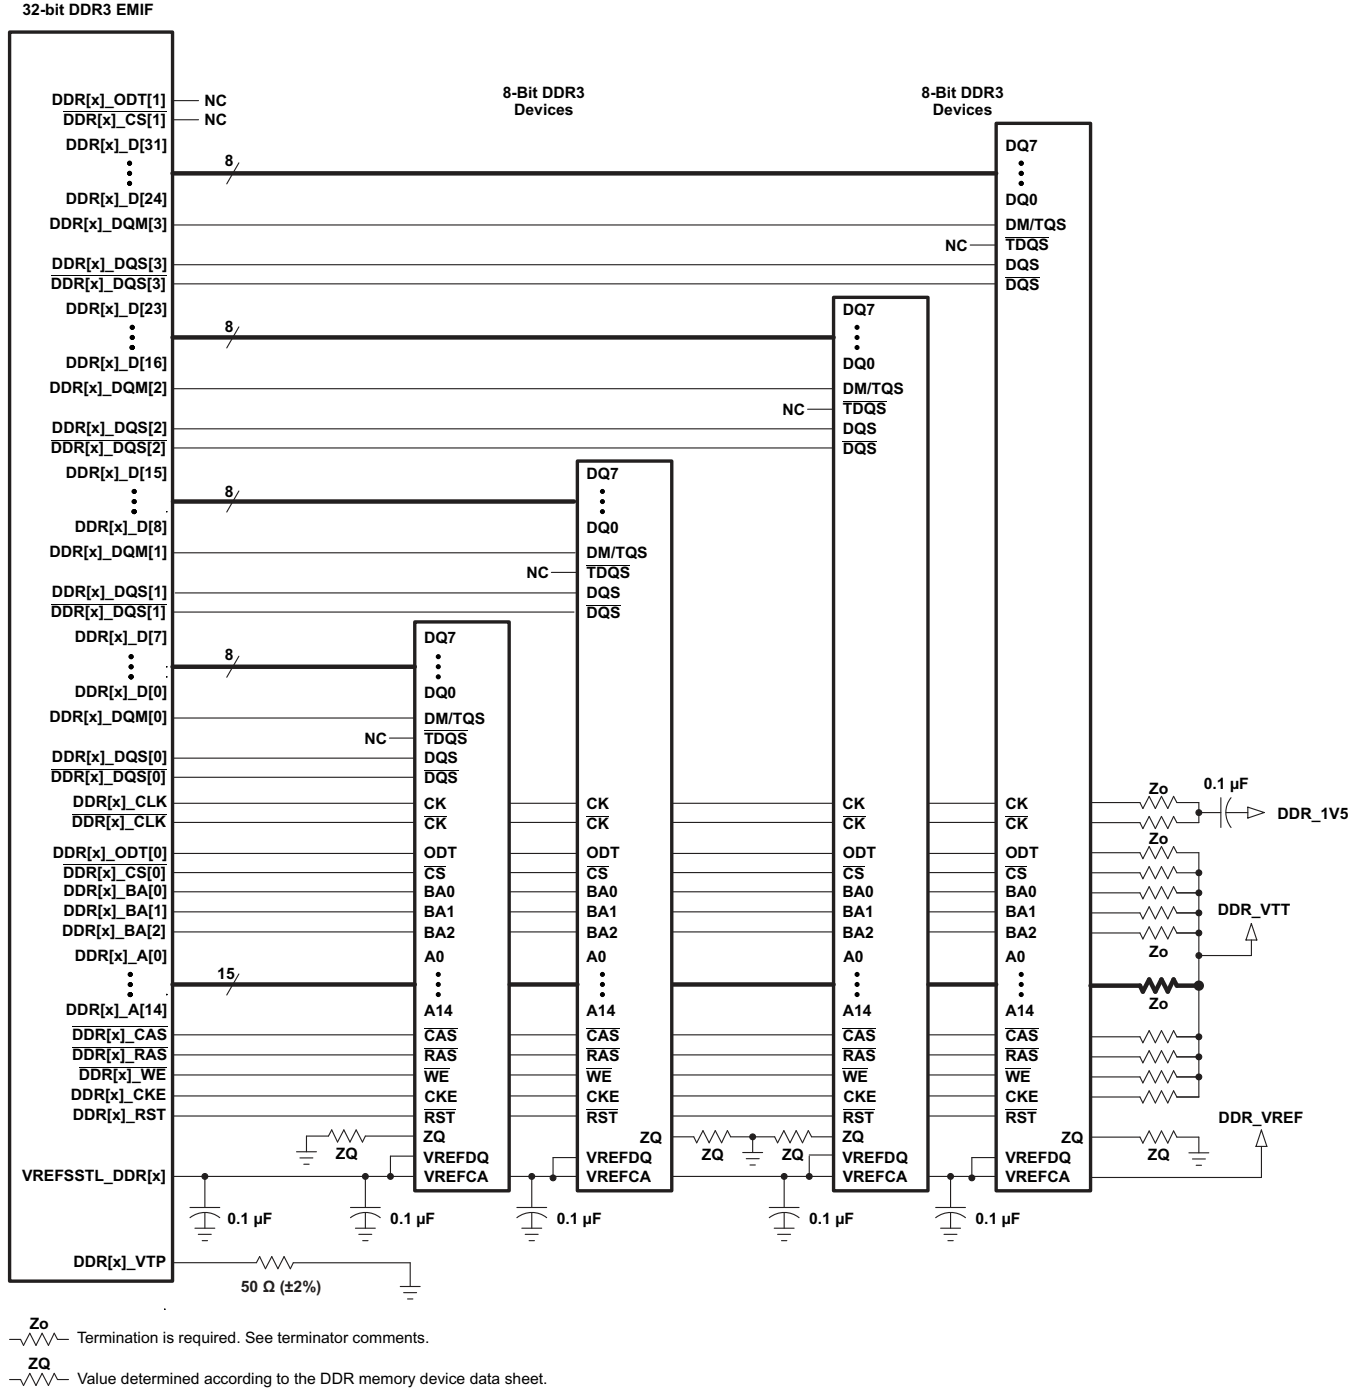 32-bit DDR3 EMIF
8-Bit DDR3
Devices
8-Bit DDR3
Devices
DDR[x]_ODT[1]
NC
DDR[x]_CS[1]
NC
DDR[x]_D[31]
8
DDR[x]_D[24]
DDR[x]_DQM[3]
DDR[x]_DQS[3]
DDR[x]_DQS[3]
DDR[x]_D[23]
8
DDR[x]_D[16]
DDR[x]_DQM[2]
DDR[x]_DQS[2]
DDR[x]_DQS[2]
DDR[x]_D[15]
8
DDR[x]_D[8]
DDR[x]_DQM[1]
DDR[x]_DQS[1]
DDR[x]_DQS[1]
DDR[x]_D[7]
8
DDR[x]_D[0]
DDR[x]_DQM[0]
DDR[x]_DQS[0]
DDR[x]_DQS[0]
DDR[x]_CLK
DDR[x]_CLK
DDR[x]_ODT[0]
DDR[x]_CS[0]
DDR[x]_BA[0]
DDR[x]_BA[1]
DDR[x]_BA[2]
DDR[x]_A[0]
15
DDR[x]_A[14]
DDR[x]_CAS
DDR[x]_RAS
DDR[x]_WE
DDR[x]_CKE
DDR[x]_RST
VREFSSTL_DDR[x]
DDR[x]_VTP
DQ7
DQ0
DM/TQS
NC
TDQS
DQS
DQS
CK
CK
ODT
CS
BA0
BA1
BA2
A0
A14
CAS
RAS
WE
CKE
RST
ZQ
ZQ
VREFDQ
VREFCA
DQ7
DQ0
DM/TQS
NC
TDQS
DQS
DQS
CK
CK
ODT
CS
BA0
BA1
BA2
A0
A14
CAS
RAS
WE
CKE
RST
ZQ
ZQ
VREFDQ
VREFCA
DQ7
DQ0
DM/TQS
NC
TDQS
DQS
DQS
CK
CK
ODT
CS
BA0
BA1
BA2
A0
A14
CAS
RAS
WE
CKE
RST
ZQ
ZQ
VREFDQ
VREFCA
DQ7
DQ0
DM/TQS
NC
TDQS
DQS
DQS
CK
CK
ODT
CS
BA0
BA1
BA2
A0
A14
CAS
RAS
WE
CKE
RST
ZQ
ZQ
VREFDQ
VREFCA
Zo
0.1 µF
DDR_1V5
Zo
DDR_VTT
Zo
Zo
DDR_VREF
0.1 µF
0.1 µF
0.1 µF
0.1 µF
0.1 µF
50 Ω (±2%)
Zo
Termination is required. See terminator comments.
ZQ
Value determined according to the DDR memory device data sheet.